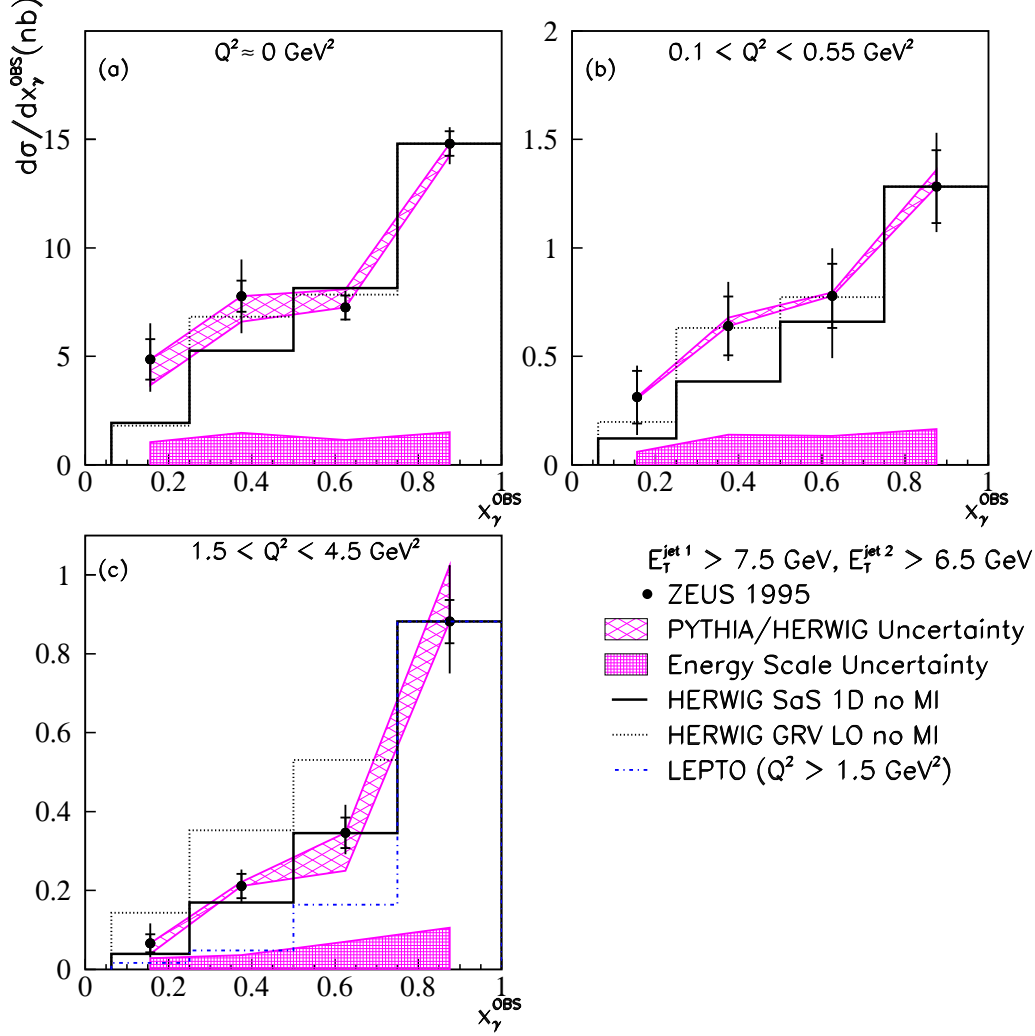 dσ/dxγ^OBS(nb)
Q² ≈ 0 GeV²
(a)
20
15
10
5
0
0 0.2 0.4 0.6 0.8 1
xγ^OBS
0.1 < Q² < 0.55 GeV²
(b)
2
1.5
1
0.5
0
0 0.2 0.4 0.6 0.8 1
xγ^OBS
1.5 < Q² < 4.5 GeV²
(c)
1
0.8
0.6
0.4
0.2
0
0 0.2 0.4 0.6 0.8 1
xγ^OBS
E_T^jet 1 > 7.5 GeV, E_T^jet 2 > 6.5 GeV
ZEUS 1995
PYTHIA/HERWIG Uncertainty
Energy Scale Uncertainty
HERWIG SaS 1D no MI
HERWIG GRV LO no MI
LEPTO (Q² > 1.5 GeV²)